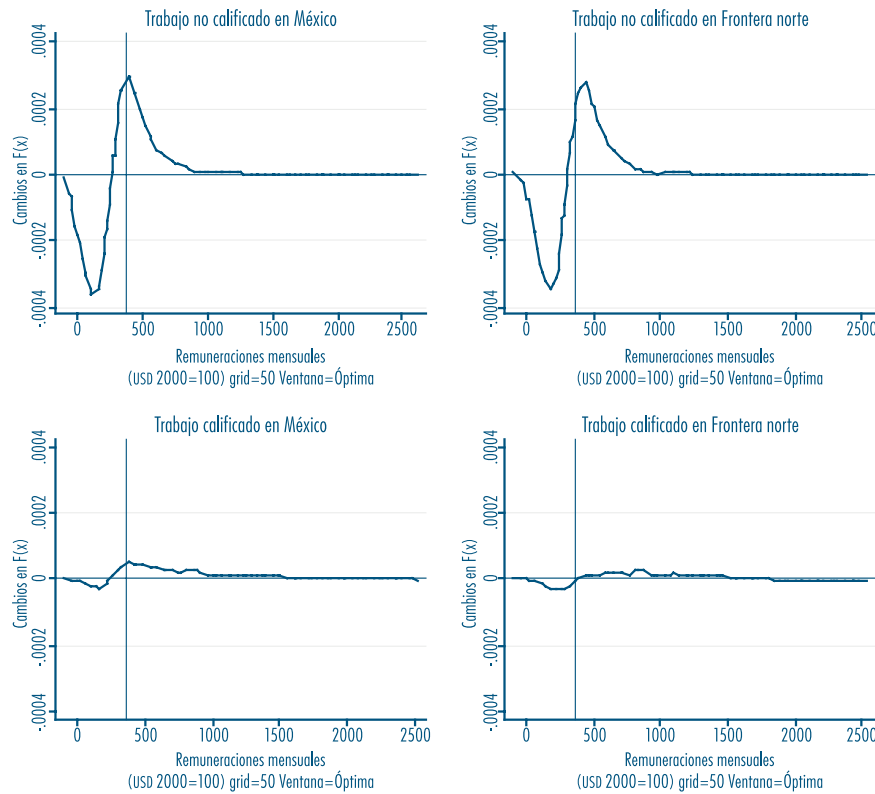 Trabajo no calificado en México
.0004
.0002
0
-.0002
-.0004
Cambios en F(x)
0 500 1000 1500 2000 2500
Remuneraciones mensuales
(USD 2000=100) grid=50 Ventana=Óptima
Trabajo no calificado en Frontera norte
.0004
.0002
0
-.0002
-.0004
Cambios en F(x)
0 500 1000 1500 2000 2500
Remuneraciones mensuales
(USD 2000=100) grid=50 Ventana=Óptima
Trabajo calificado en México
.0004
.0002
0
-.0002
-.0004
Cambios en F(x)
0 500 1000 1500 2000 2500
Remuneraciones mensuales
(USD 2000=100) grid=50 Ventana=Óptima
Trabajo calificado en Frontera norte
.0004
.0002
0
-.0002
-.0004
Cambios en F(x)
0 500 1000 1500 2000 2500
Remuneraciones mensuales
(USD 2000=100) grid=50 Ventana=Óptima